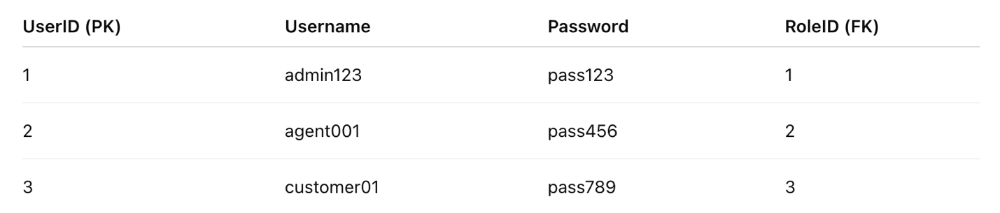 UserID (PK) Username Password RoleID (FK)
1 admin123 pass123 1
2 agent001 pass456 2
3 customer01 pass789 3